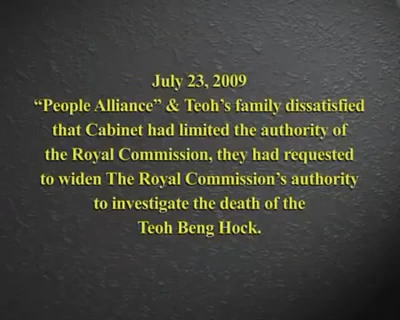 July 23, 2009
“People Alliance” & Teoh’s family dissatisfied
that Cabinet had limited the authority of
the Royal Commission, they had requested
to widen The Royal Commission’s authority
to investigate the death of the
Teoh Beng Hock.